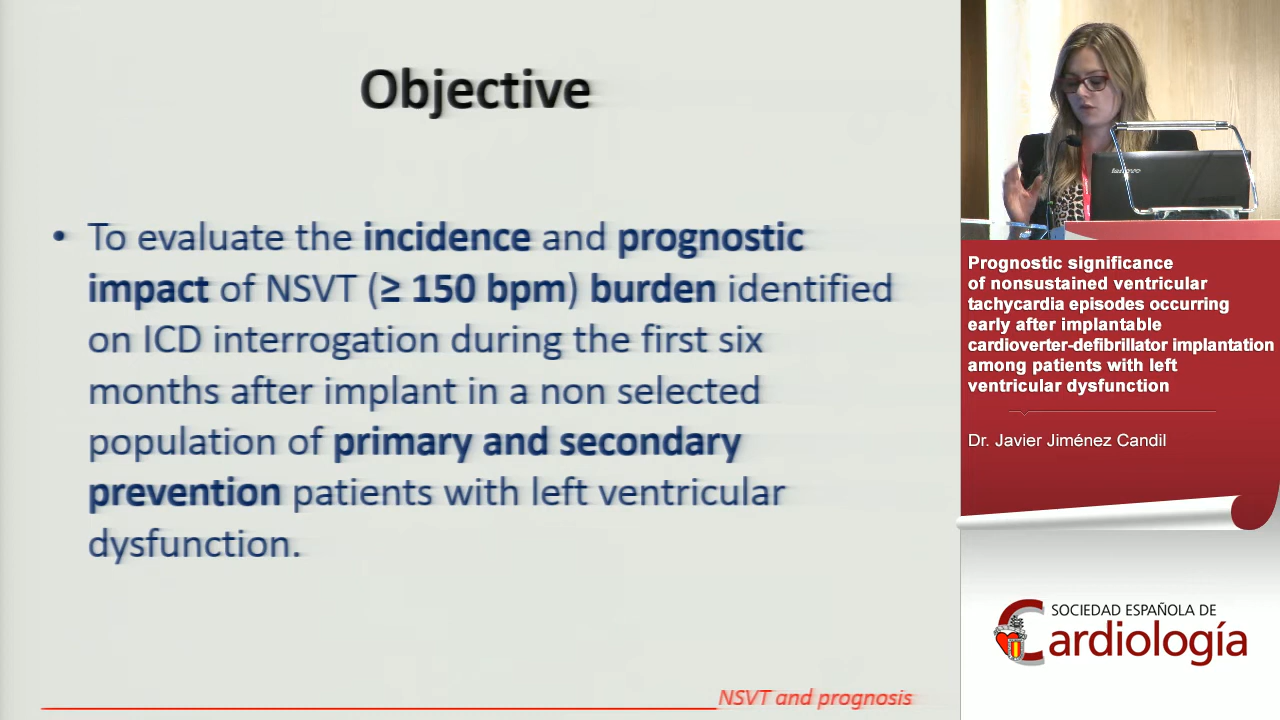 Objective
• To evaluate the incidence and prognostic
impact of NSVT (≥ 150 bpm) burden identified
on ICD interrogation during the first six
months after implant in a non selected
population of primary and secondary
prevention patients with left ventricular
dysfunction.
NSVT and prognosis
lenovo
Prognostic significance
of nonsustained ventricular
tachycardia episodes occurring
early after implantable
cardioverter-defibrillator implantation
among patients with left
ventricular dysfunction
Dr. Javier Jiménez Candil
SOCIEDAD ESPAÑOLA DE
Cardiología